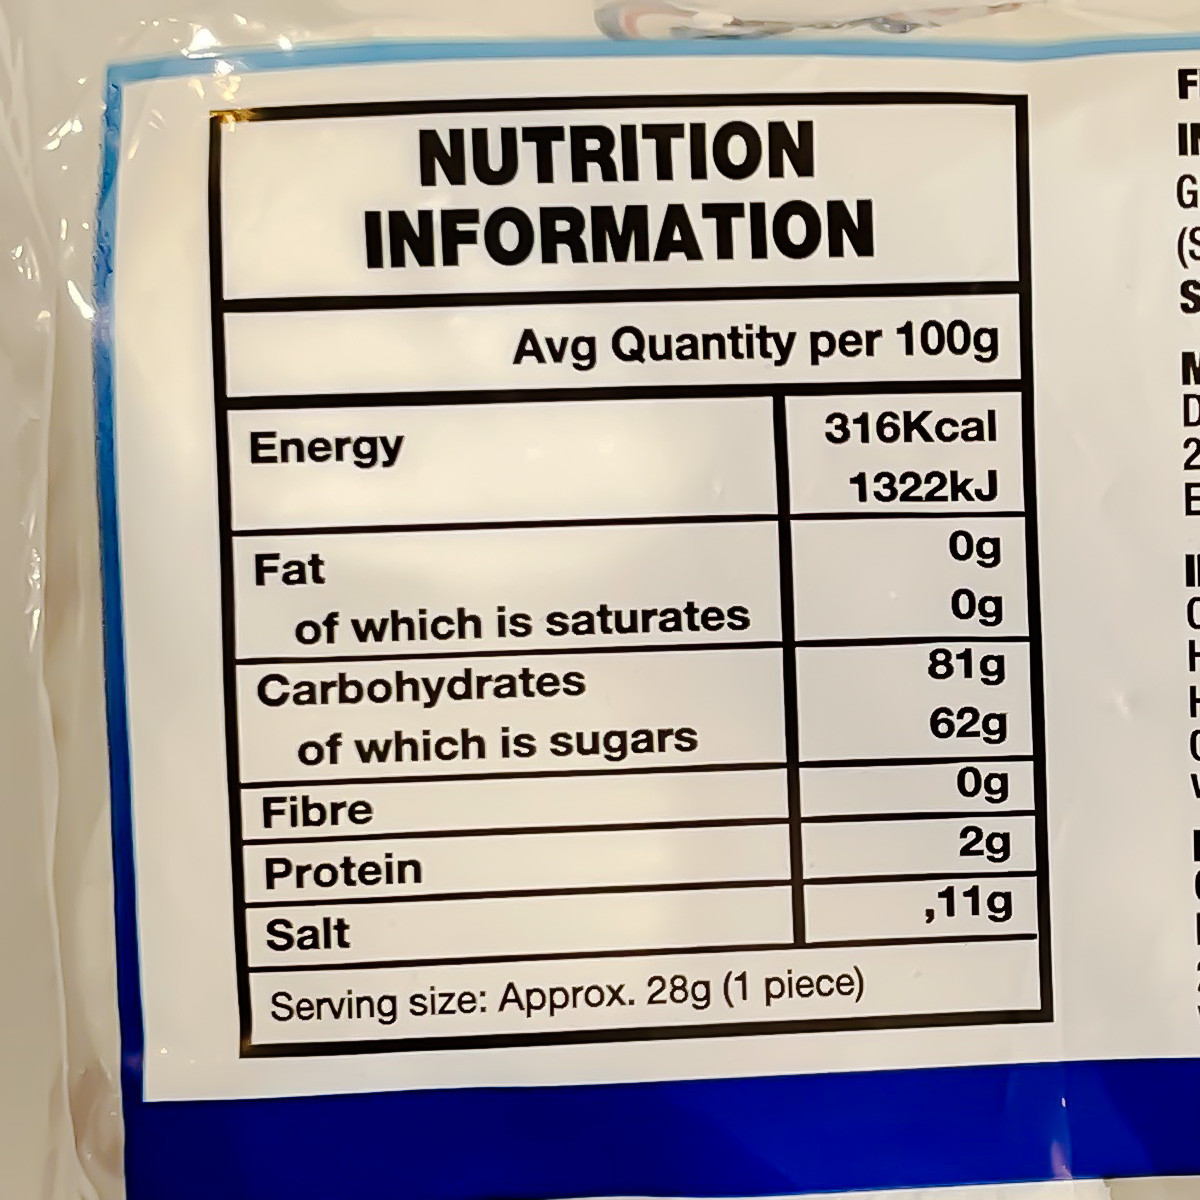 NUTRITION
INFORMATION
Avg Quantity per 100g
Energy 316Kcal
1322kJ
Fat 0g
of which is saturates 0g
Carbohydrates 81g
of which is sugars 62g
Fibre 0g
Protein 2g
Salt ,11g
Serving size: Approx. 28g (1 piece)